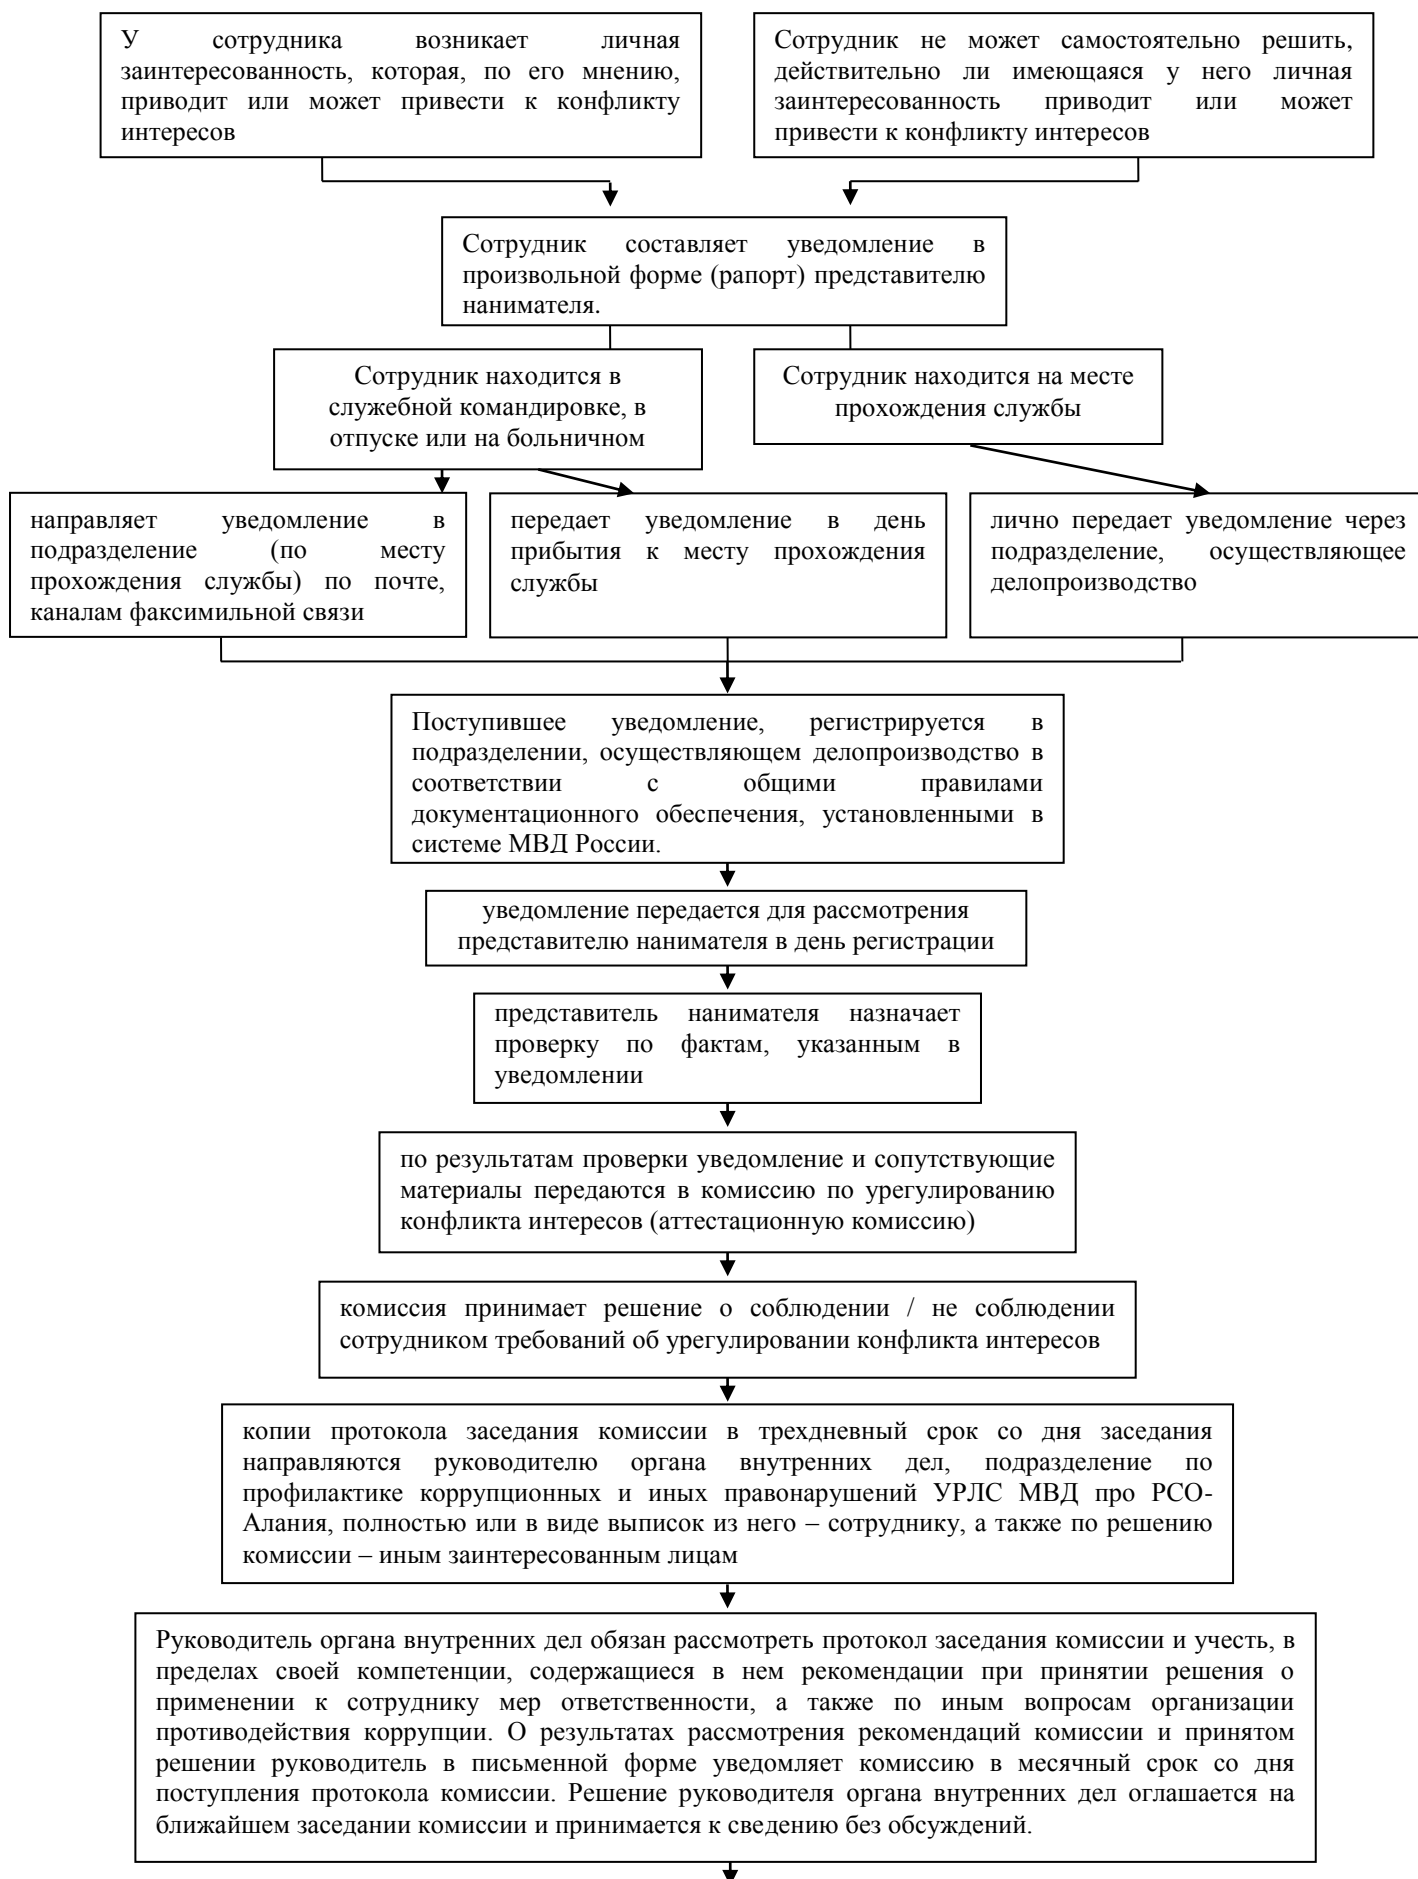 У сотрудника возникает личная
заинтересованность, которая, по его мнению,
приводит или может привести к конфликту
интересов
Сотрудник не может самостоятельно решить,
действительно ли имеющаяся у него личная
заинтересованность приводит или может
привести к конфликту интересов
Сотрудник составляет уведомление в
произвольной форме (рапорт) представителю
нанимателя.
Сотрудник находится в
служебной командировке, в
отпуске или на больничном
Сотрудник находится на месте
прохождения службы
направляет уведомление в
подразделение (по месту
прохождения службы) по почте,
каналам факсимильной связи
передает уведомление в день
прибытия к месту прохождения
службы
лично передает уведомление через
подразделение, осуществляющее
делопроизводство
Поступившее уведомление, регистрируется в
подразделении, осуществляющем делопроизводство в
соответствии с общими правилами
документационного обеспечения, установленными в
системе МВД России.
уведомление передается для рассмотрения
представителю нанимателя в день регистрации
представитель нанимателя назначает
проверку по фактам, указанным в
уведомлении
по результатам проверки уведомление и сопутствующие
материалы передаются в комиссию по урегулированию
конфликта интересов (аттестационную комиссию)
комиссия принимает решение о соблюдении / не соблюдении
сотрудником требований об урегулировании конфликта интересов
копии протокола заседания комиссии в трехдневный срок со дня заседания
направляются руководителю органа внутренних дел, подразделение по
профилактике коррупционных и иных правонарушений УРЛС МВД про РСО-
Алания, полностью или в виде выписок из него – сотруднику, а также по решению
комиссии – иным заинтересованным лицам
Руководитель органа внутренних дел обязан рассмотреть протокол заседания комиссии и учесть, в
пределах своей компетенции, содержащиеся в нем рекомендации при принятии решения о
применении к сотруднику мер ответственности, а также по иным вопросам организации
противодействия коррупции. О результатах рассмотрения рекомендаций комиссии и принятом
решении руководитель в письменной форме уведомляет комиссию в месячный срок со дня
поступления протокола комиссии. Решение руководителя органа внутренних дел оглашается на
ближайшем заседании комиссии и принимается к сведению без обсуждений.